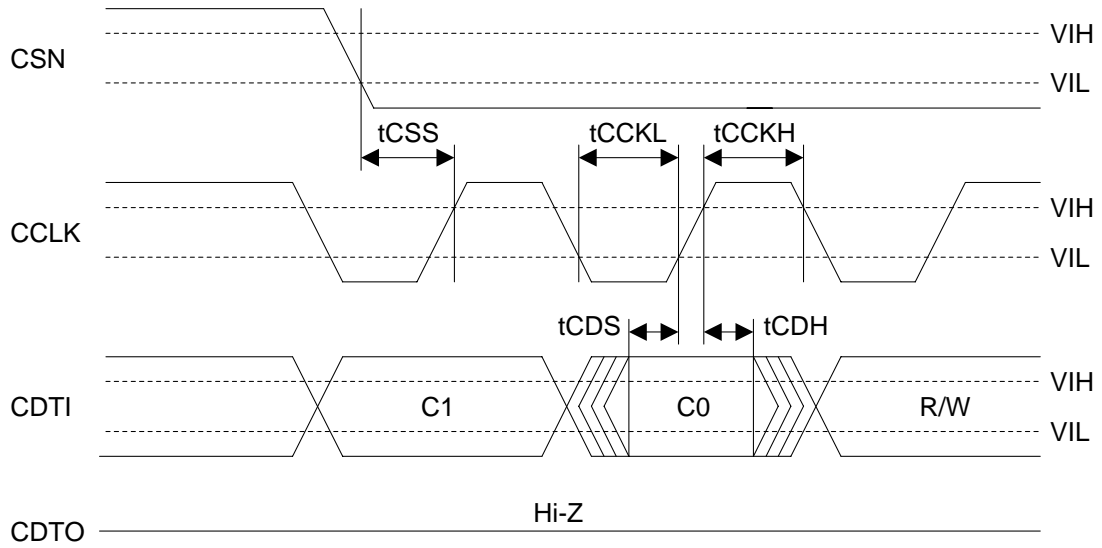 CSN
VIH
VIL
tCSS
tCCKL
tCCKH
CCLK
VIH
VIL
tCDS
tCDH
CDTI
C1
C0
R/W
VIH
VIL
CDTO
Hi-Z